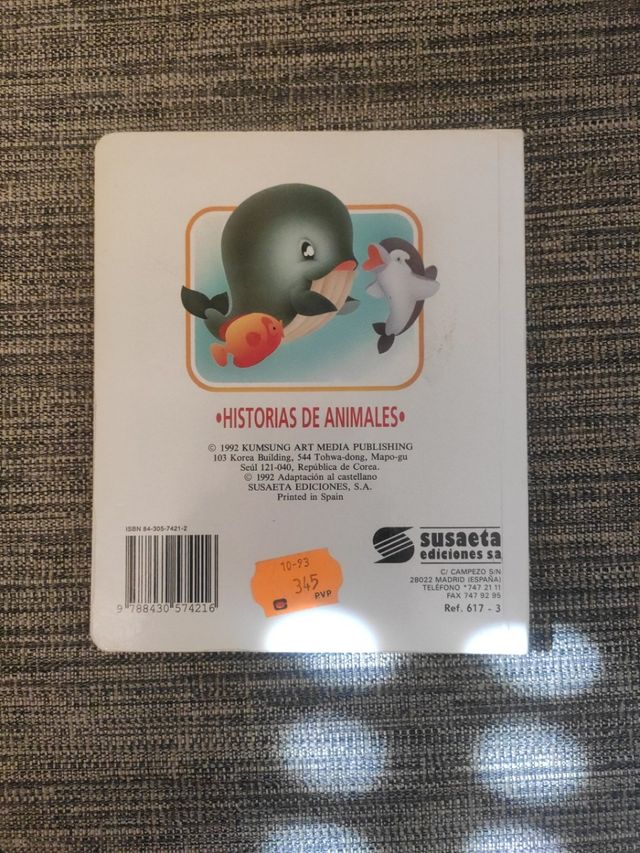 •HISTORIAS DE ANIMALES•
© 1992 KUMSUNG ART MEDIA PUBLISHING
103 Korea Building, 544 Tohwa-dong, Mapo-gu
Seúl 121-040, República de Corea.
© 1992 Adaptación al castellano
SUSAETA EDICIONES, S.A.
Printed in Spain
ISBN 84-305-7421-2
9 788430 574216
10-93
345
PVP
susaeta
ediciones sa
C/ CAMPEZO S/N
28022 MADRID (ESPAÑA)
TELÉFONO *747 21 11
FAX 747 92 95
Ref. 617 - 3